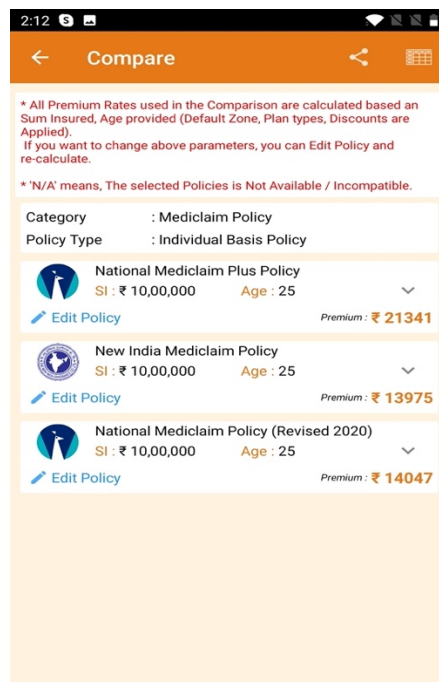 2:12 S
Compare
* All Premium Rates used in the Comparison are calculated based an
Sum Insured, Age provided (Default Zone, Plan types, Discounts are
Applied).
If you want to change above parameters, you can Edit Policy and
re-calculate.
* 'N/A' means, The selected Policies is Not Available / Incompatible.
Category : Mediclaim Policy
Policy Type : Individual Basis Policy
National Mediclaim Plus Policy
SI : ₹ 10,00,000 Age : 25
Edit Policy Premium : ₹ 21341
New India Mediclaim Policy
SI : ₹ 10,00,000 Age : 25
Edit Policy Premium : ₹ 13975
National Mediclaim Policy (Revised 2020)
SI : ₹ 10,00,000 Age : 25
Edit Policy Premium : ₹ 14047